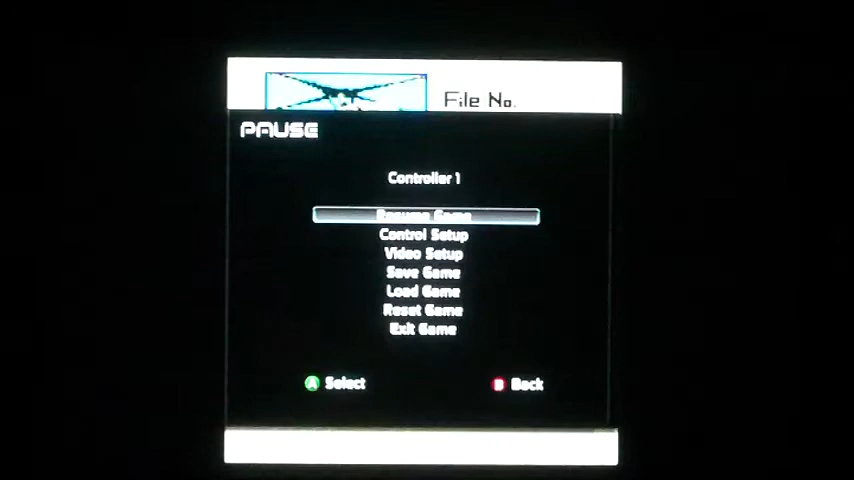 File No.
PAUSE
Controller 1
Resume Game
Control Setup
Video Setup
Save Game
Load Game
Reset Game
Exit Game
A Select
B Back